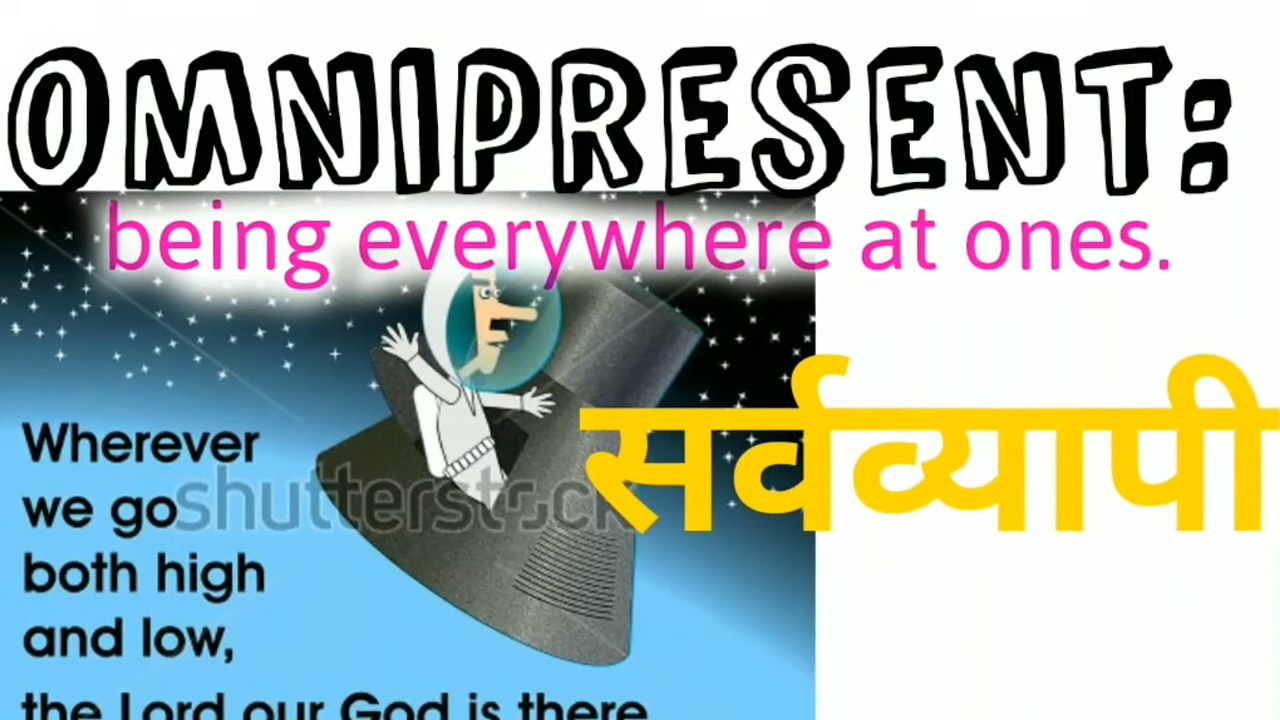 OMNIPRESENT:
being everywhere at ones.
सर्वव्यापी
Wherever
we go
both high
and low,
the Lord our God is there
shutterstock